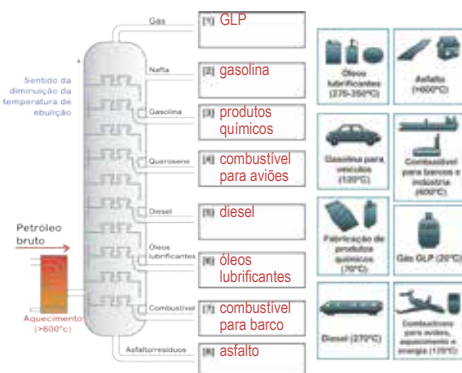 Gás
[1] GLP
Sentido da
diminuição da
temperatura de
ebulição
Nafta
[2] gasolina
Gasolina
[3] produtos
químicos
Querosene
[4] combustível
para aviões
Diesel
[5] diesel
Petróleo
bruto
Óleos
lubrificantes
[6] óleos
lubrificantes
Aquecimento
(>600°c)
Combustível
[7] combustível
para barco
Asfalto/resíduos
[8] asfalto
Óleos
lubrificantes
(270-350°C)
Asfalto
(>600°C)
Gasolina para
veículos
(120°C)
Combustível
para barcos e
indústria
(600°C)
Fabricação de
produtos
químicos
(70°C)
Gás GLP (20°C)
Diesel (270°C)
Combustíveis
para aviões,
aquecimento e
energia (170°C)